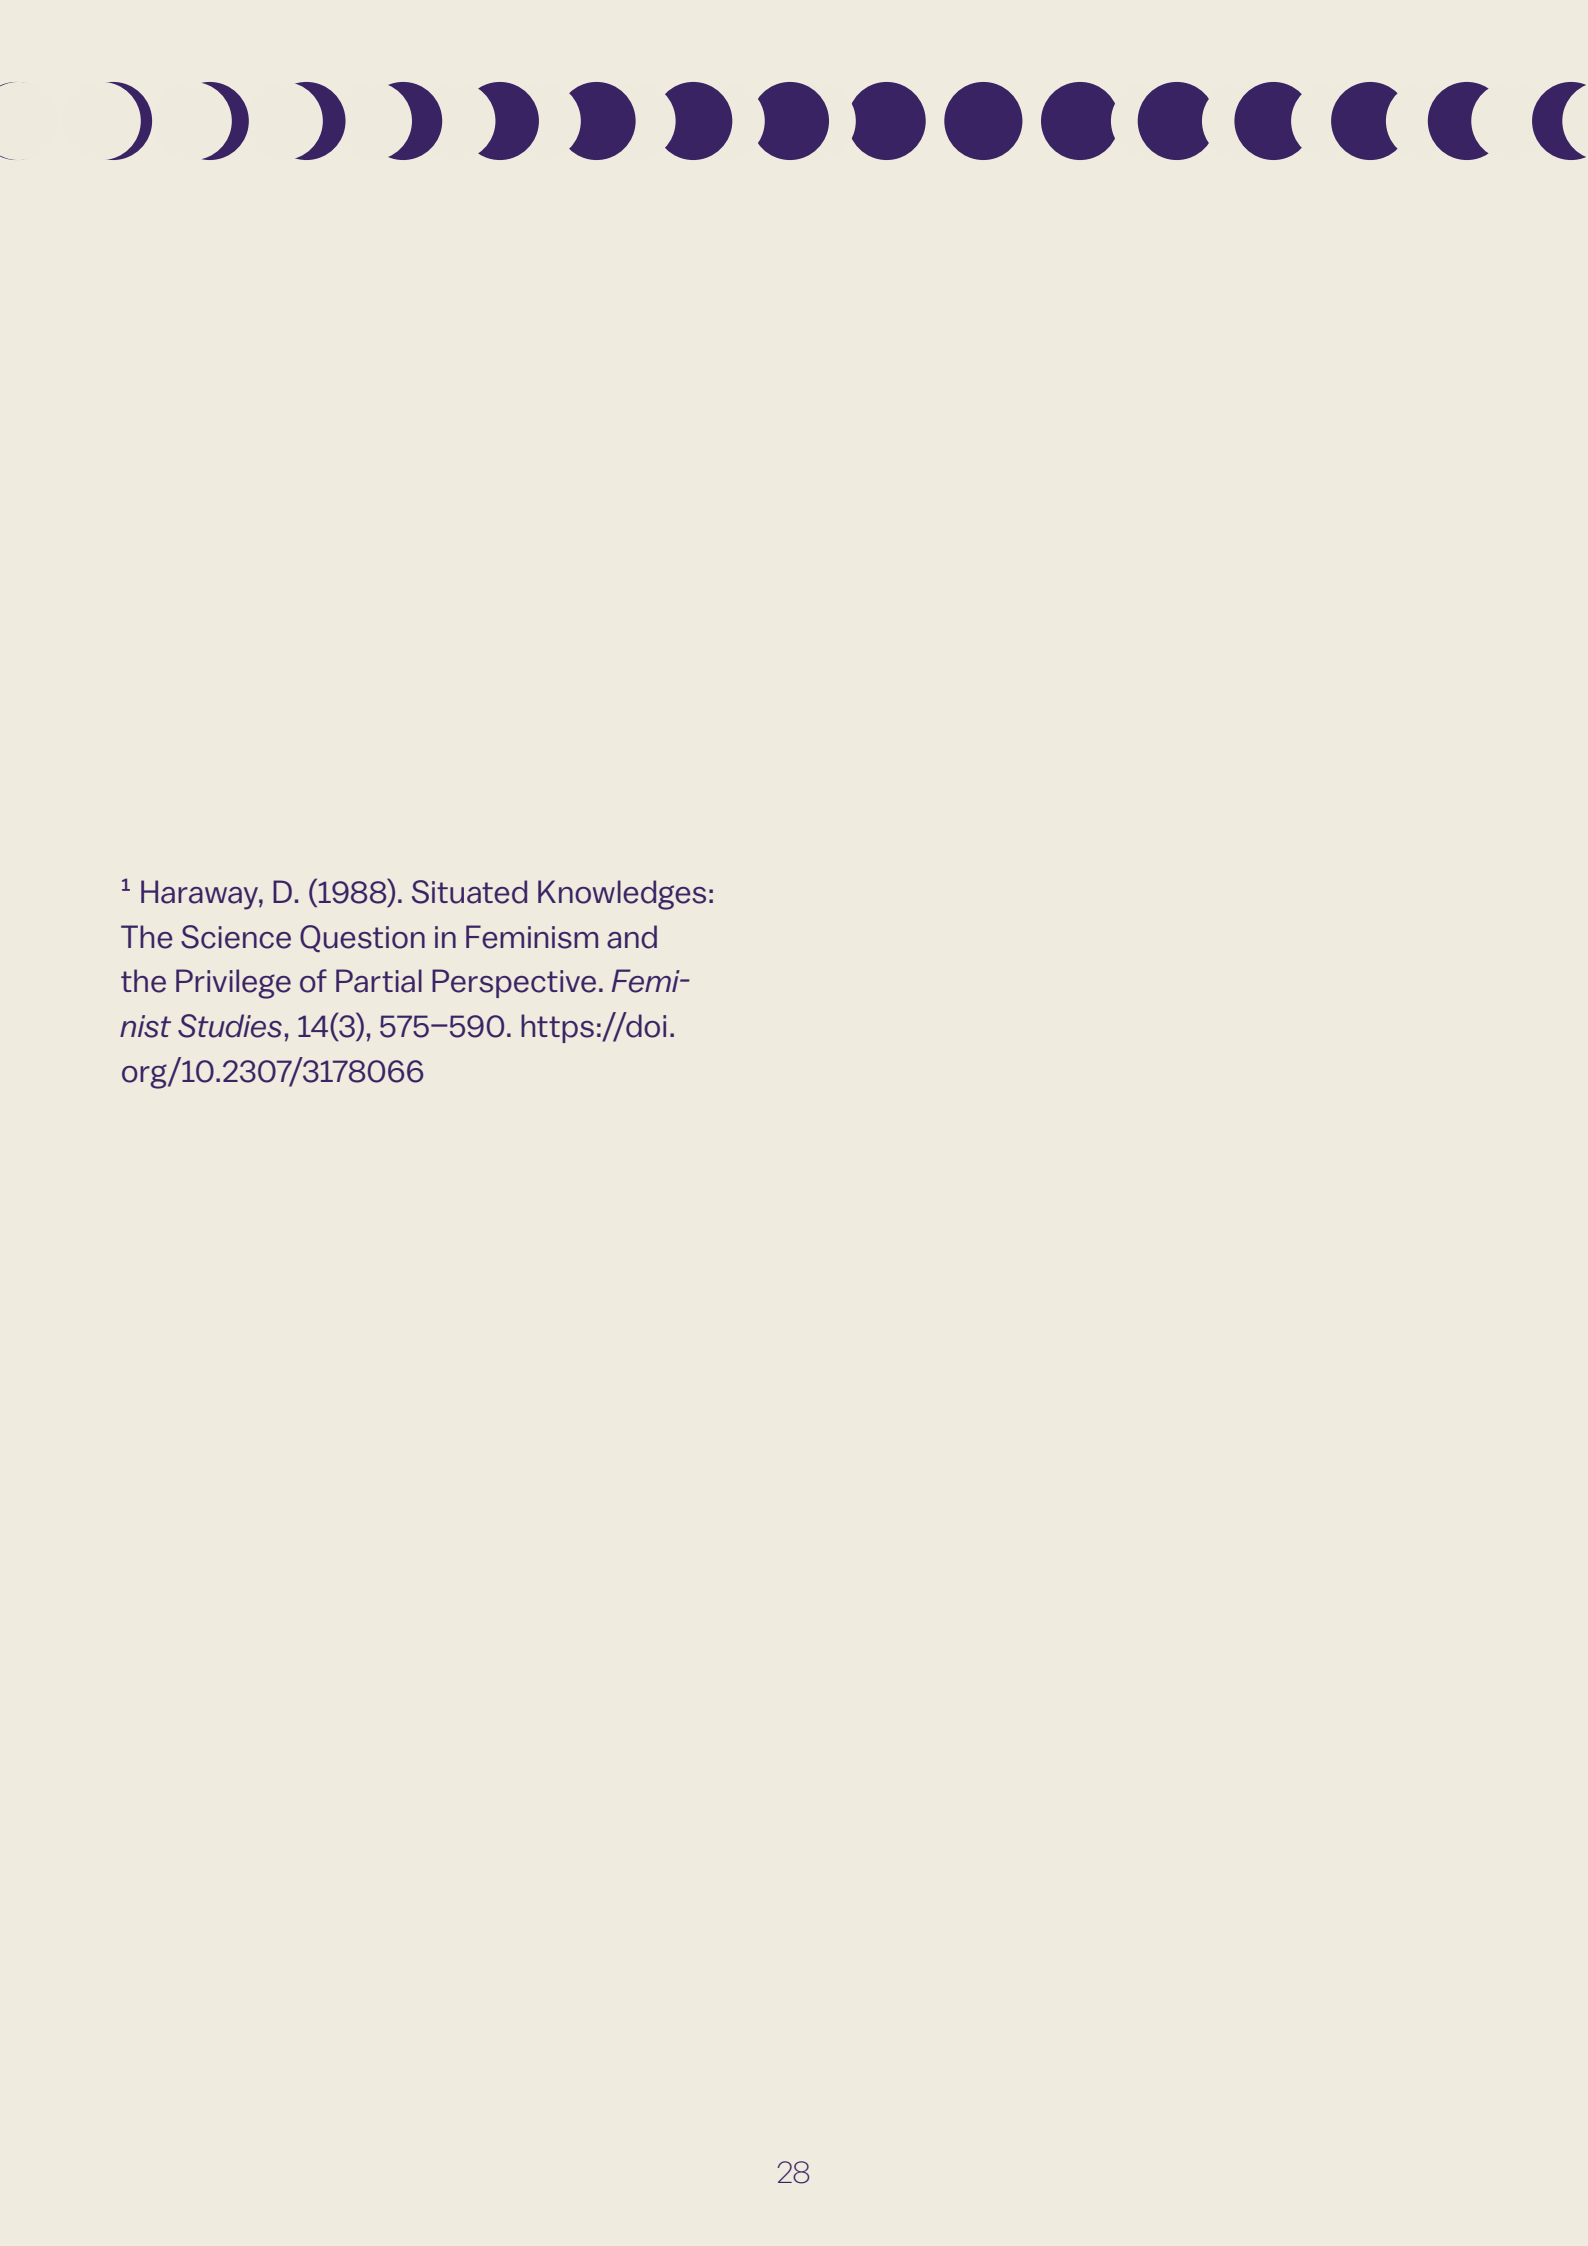 ¹ Haraway, D. (1988). Situated Knowledges:
The Science Question in Feminism and
the Privilege of Partial Perspective. Femi-
nist Studies, 14(3), 575–590. https://doi.
org/10.2307/3178066
28